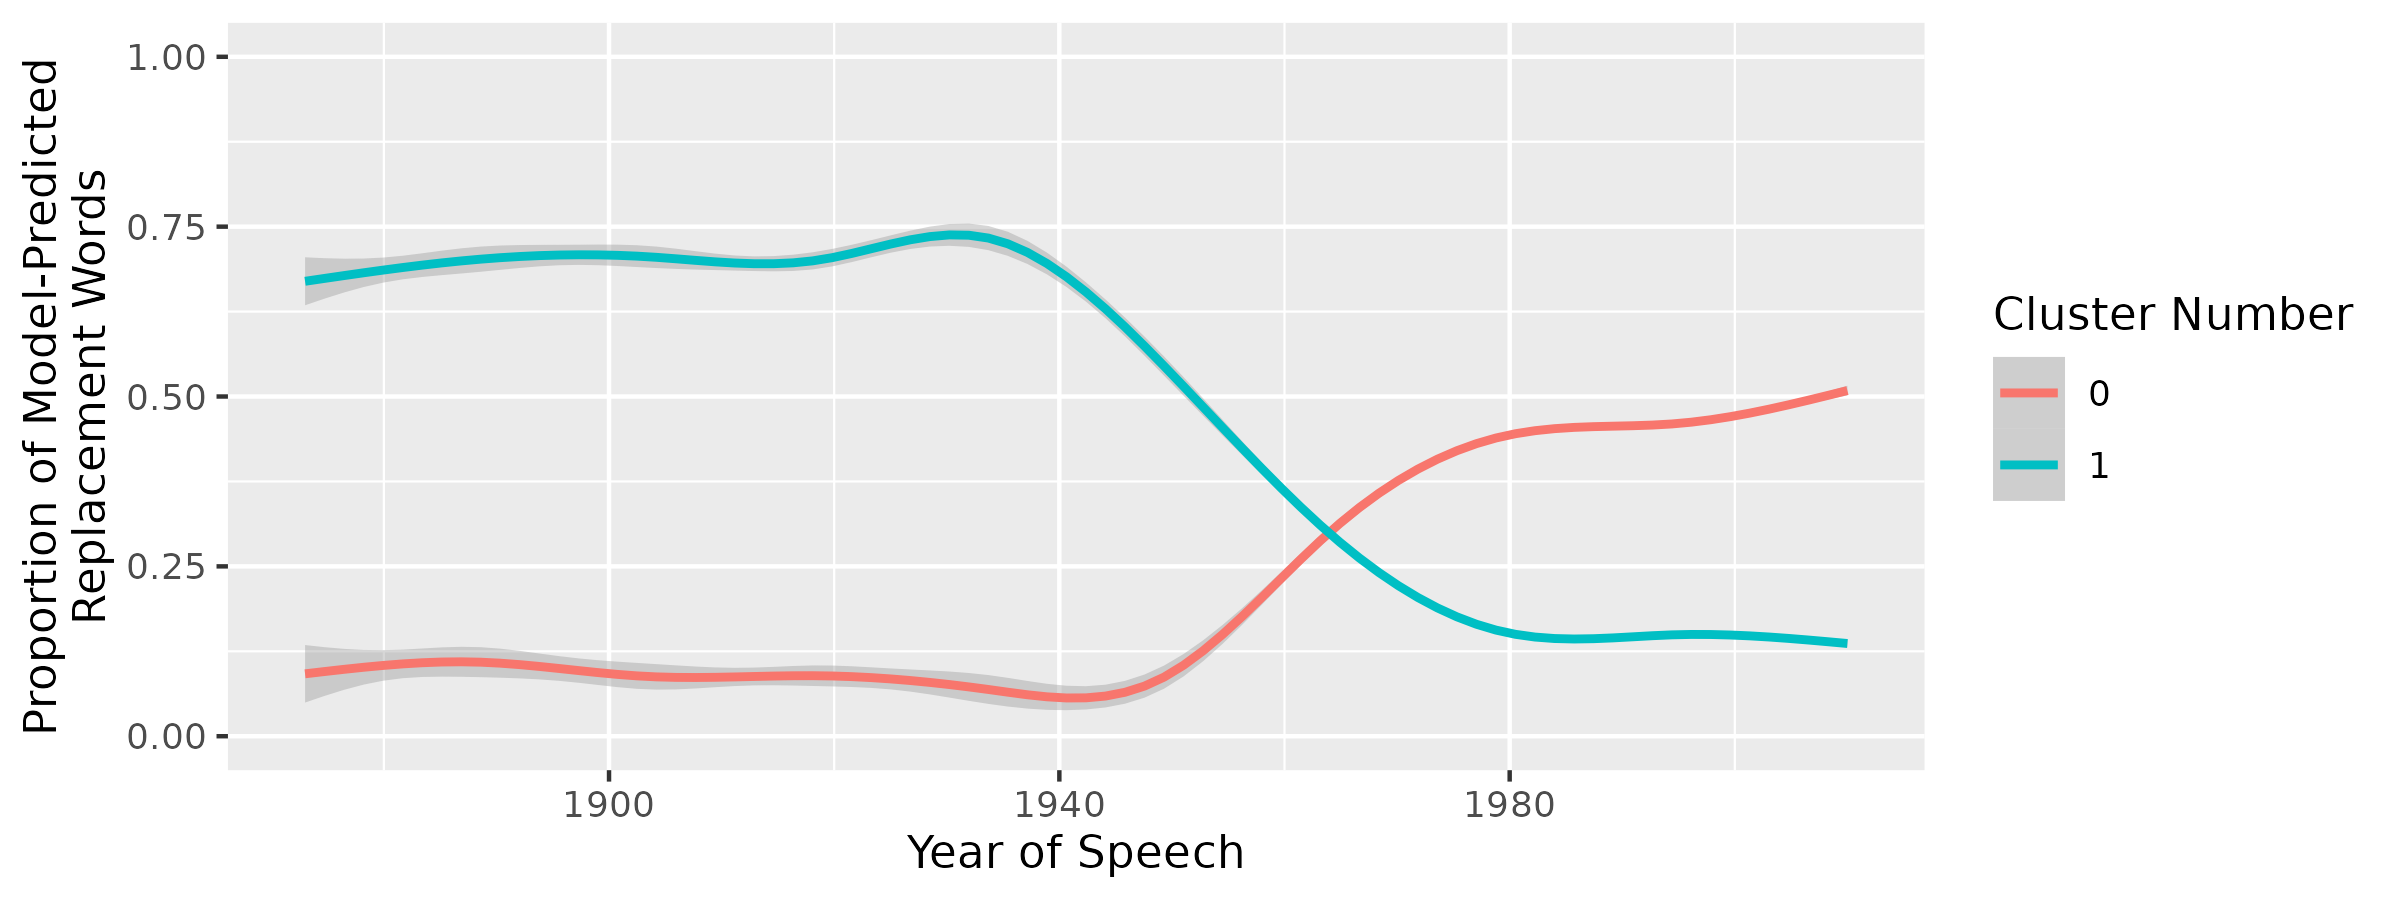 Proportion of Model-Predicted
Replacement Words
1.00
0.75
0.50
0.25
0.00
1900
1940
1980
Year of Speech
Cluster Number
0
1